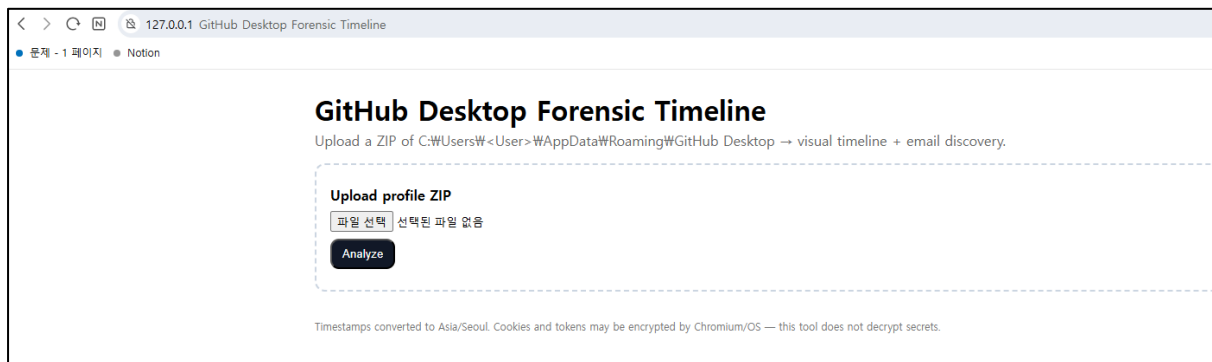 N 127.0.0.1 GitHub Desktop Forensic Timeline
문제 - 1 페이지 Notion
GitHub Desktop Forensic Timeline
Upload a ZIP of C:₩Users₩<User>₩AppData₩Roaming₩GitHub Desktop → visual timeline + email discovery.
Upload profile ZIP
파일 선택 선택된 파일 없음
Analyze
Timestamps converted to Asia/Seoul. Cookies and tokens may be encrypted by Chromium/OS — this tool does not decrypt secrets.